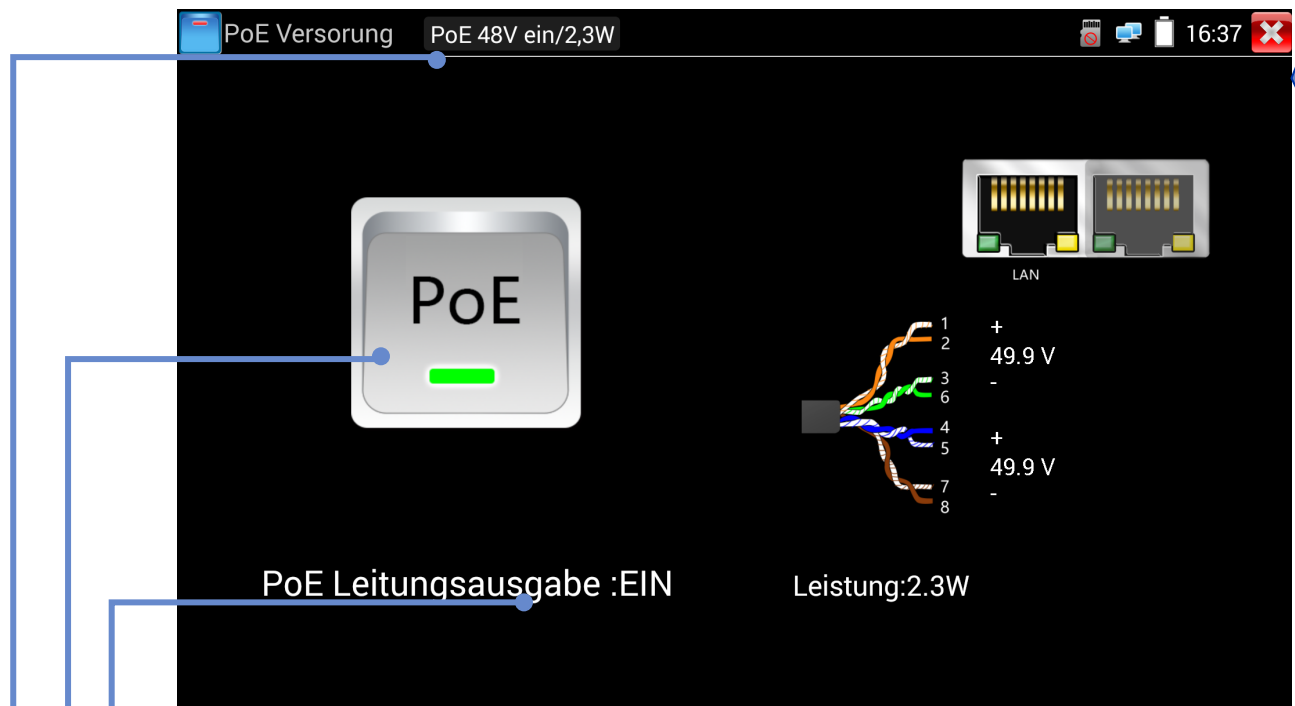 PoE Versorung
PoE 48V ein/2,3W
16:37
PoE
LAN
1
2
3
6
4
5
7
8
+
49.9 V
-
+
49.9 V
-
PoE Leitungsausgabe :EIN
Leistung:2.3W